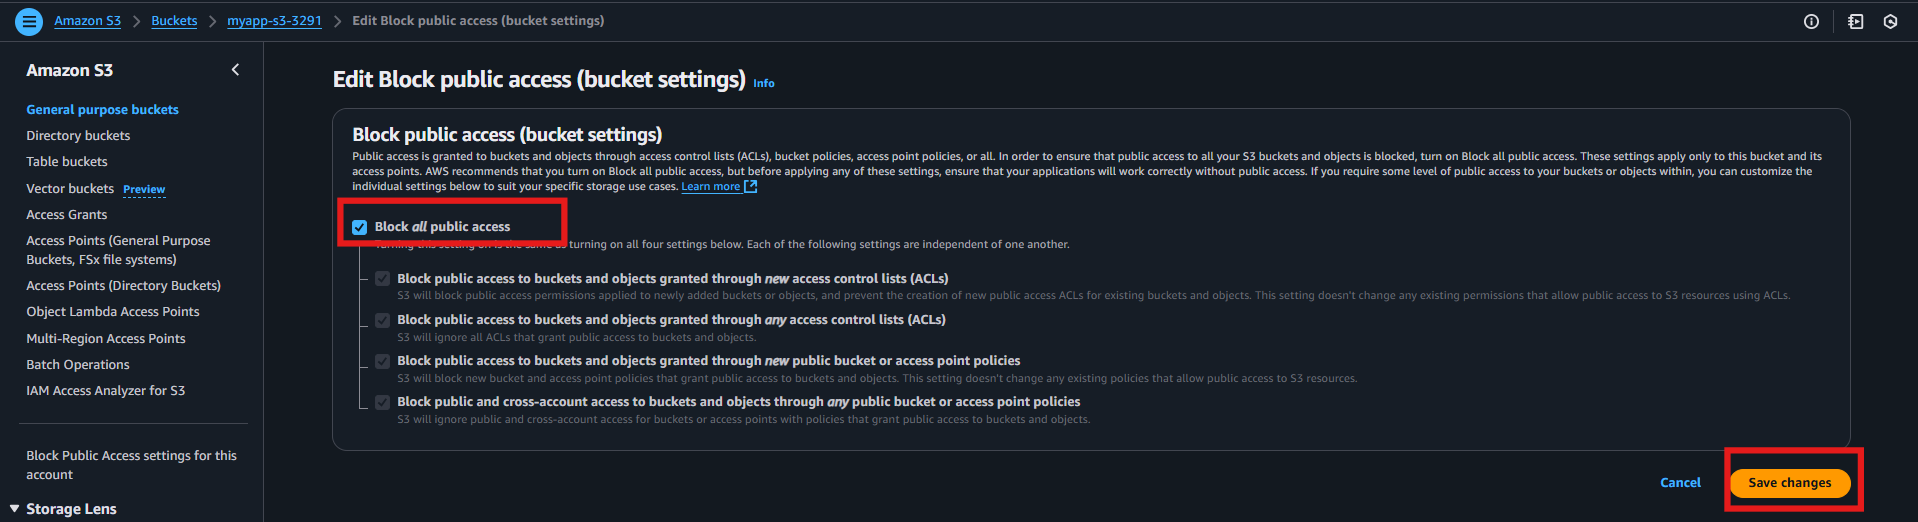 Amazon S3 > Buckets > myapp-s3-3291 > Edit Block public access (bucket settings)
Amazon S3
General purpose buckets
Directory buckets
Table buckets
Vector buckets Preview
Access Grants
Access Points (General Purpose
Buckets, FSx file systems)
Access Points (Directory Buckets)
Object Lambda Access Points
Multi-Region Access Points
Batch Operations
IAM Access Analyzer for S3
Block Public Access settings for this
account
Storage Lens
Edit Block public access (bucket settings) Info
Block public access (bucket settings)
Public access is granted to buckets and objects through access control lists (ACLs), bucket policies, access point policies, or all. In order to ensure that public access to all your S3 buckets and objects is blocked, turn on Block all public access. These settings apply only to this bucket and its
access points. AWS recommends that you turn on Block all public access, but before applying any of these settings, ensure that your applications will work correctly without public access. If you require some level of public access to your buckets or objects within, you can customize the
individual settings below to suit your specific storage use cases. Learn more
Block all public access
Turning this setting on is the same as turning on all four settings below. Each of the following settings are independent of one another.
Block public access to buckets and objects granted through new access control lists (ACLs)
S3 will block public access permissions applied to newly added buckets or objects, and prevent the creation of new public access ACLs for existing buckets and objects. This setting doesn't change any existing permissions that allow public access to S3 resources using ACLs.
Block public access to buckets and objects granted through any access control lists (ACLs)
S3 will ignore all ACLs that grant public access to buckets and objects.
Block public access to buckets and objects granted through new public bucket or access point policies
S3 will block new bucket and access point policies that grant public access to buckets and objects. This setting doesn't change any existing policies that allow public access to S3 resources.
Block public and cross-account access to buckets and objects through any public bucket or access point policies
S3 will ignore public and cross-account access for buckets or access points with policies that grant public access to buckets and objects.
Cancel
Save changes